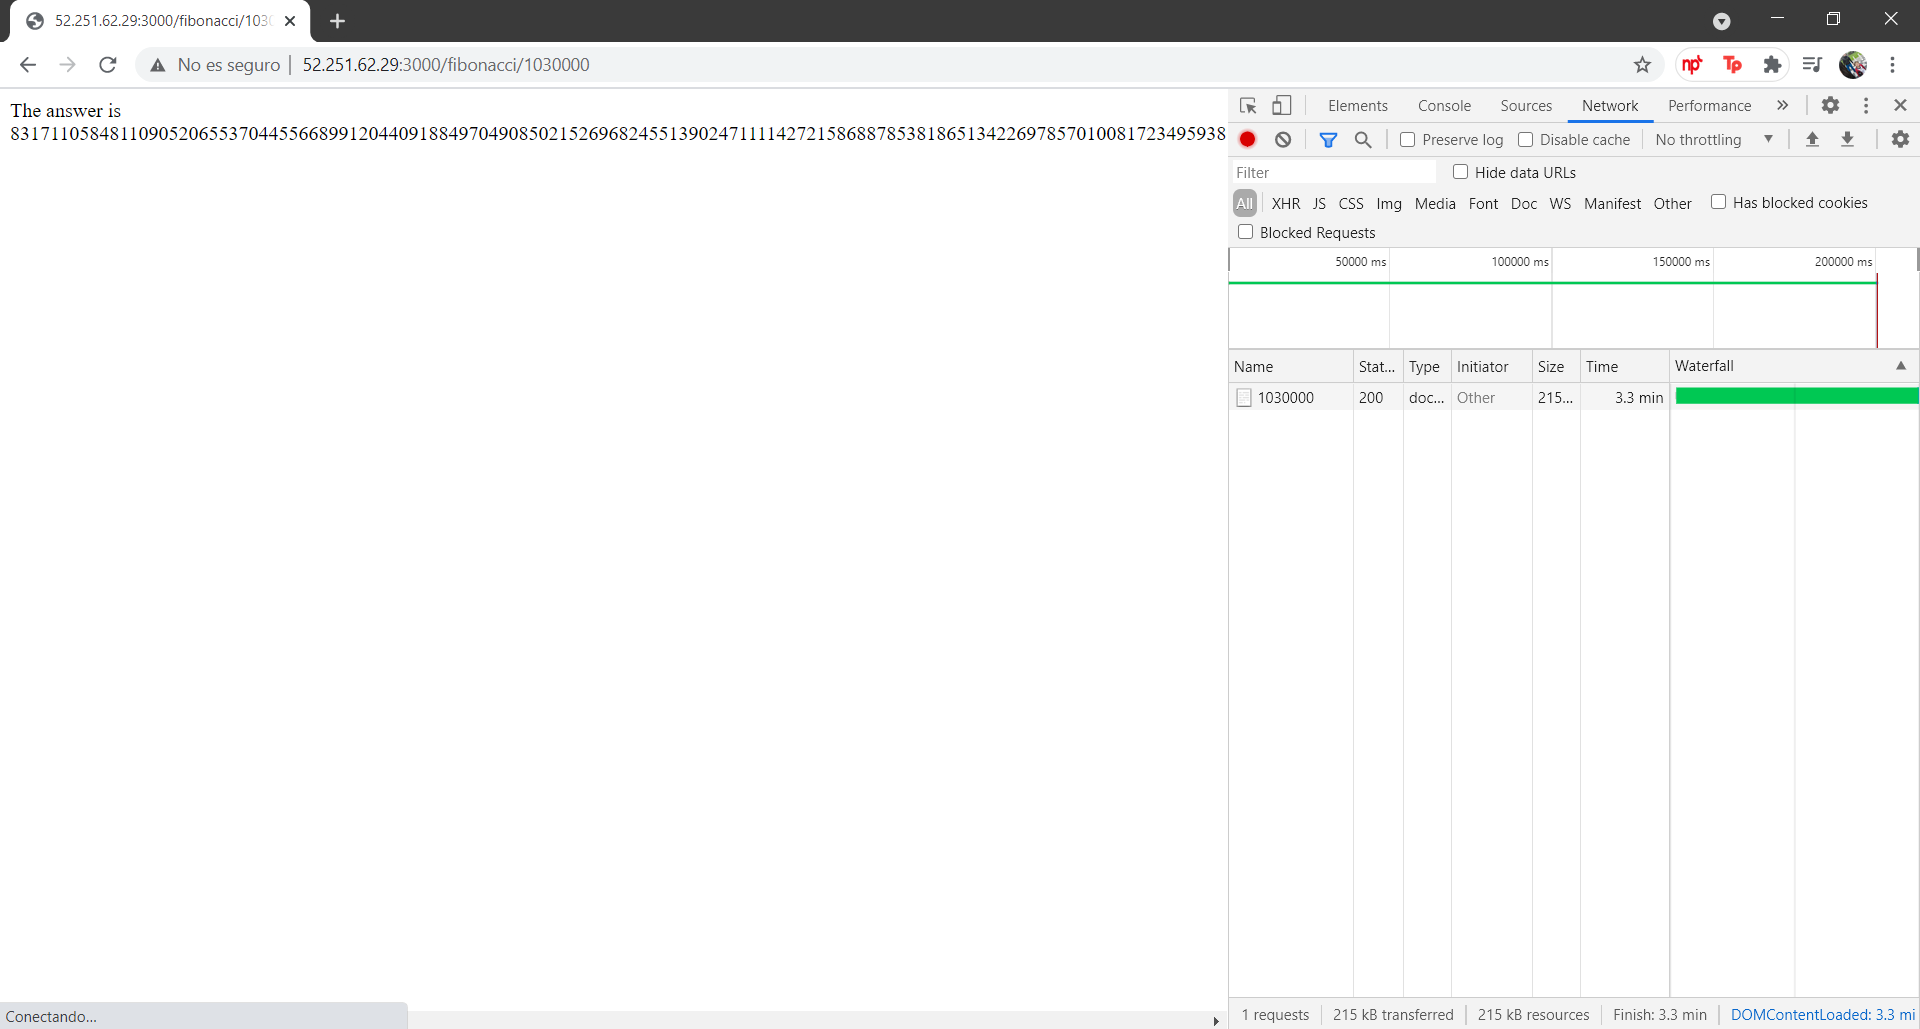 52.251.62.29:3000/fibonacci/1030
No es seguro 52.251.62.29:3000/fibonacci/1030000
The answer is
8317110584811090520655370445566899120440918849704908502152696824551390247111142721586887853818651342269785701008172349593​8
Elements Console Sources Network Performance
Preserve log Disable cache No throttling
Filter Hide data URLs
All XHR JS CSS Img Media Font Doc WS Manifest Other Has blocked cookies
Blocked Requests
50000 ms 100000 ms 150000 ms 200000 ms
Name Stat... Type Initiator Size Time Waterfall
1030000 200 doc... Other 215... 3.3 min
1 requests 215 kB transferred 215 kB resources Finish: 3.3 min DOMContentLoaded: 3.3 mi
Conectando...